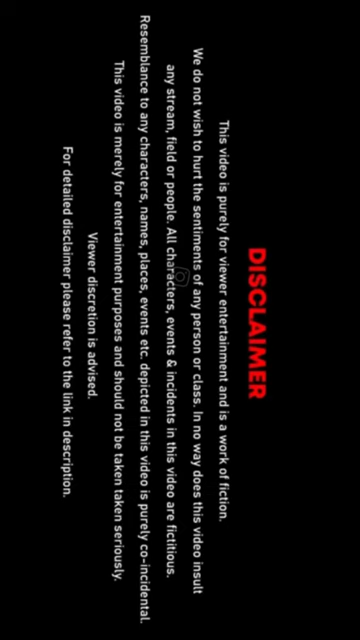 DISCLAIMER
This video is purely for viewer entertainment and is a work of fiction.
We do not wish to hurt the sentiments of any person or class. In no way does this video insult
any stream, field or people. All characters, events & incidents in this video are fictitious.
Resemblance to any characters, names, places, events etc. depicted in this video is purely co-incidental.
This video is merely for entertainment purposes and should not be taken taken seriously.
Viewer discretion is advised.
For detailed disclaimer please refer to the link in description.